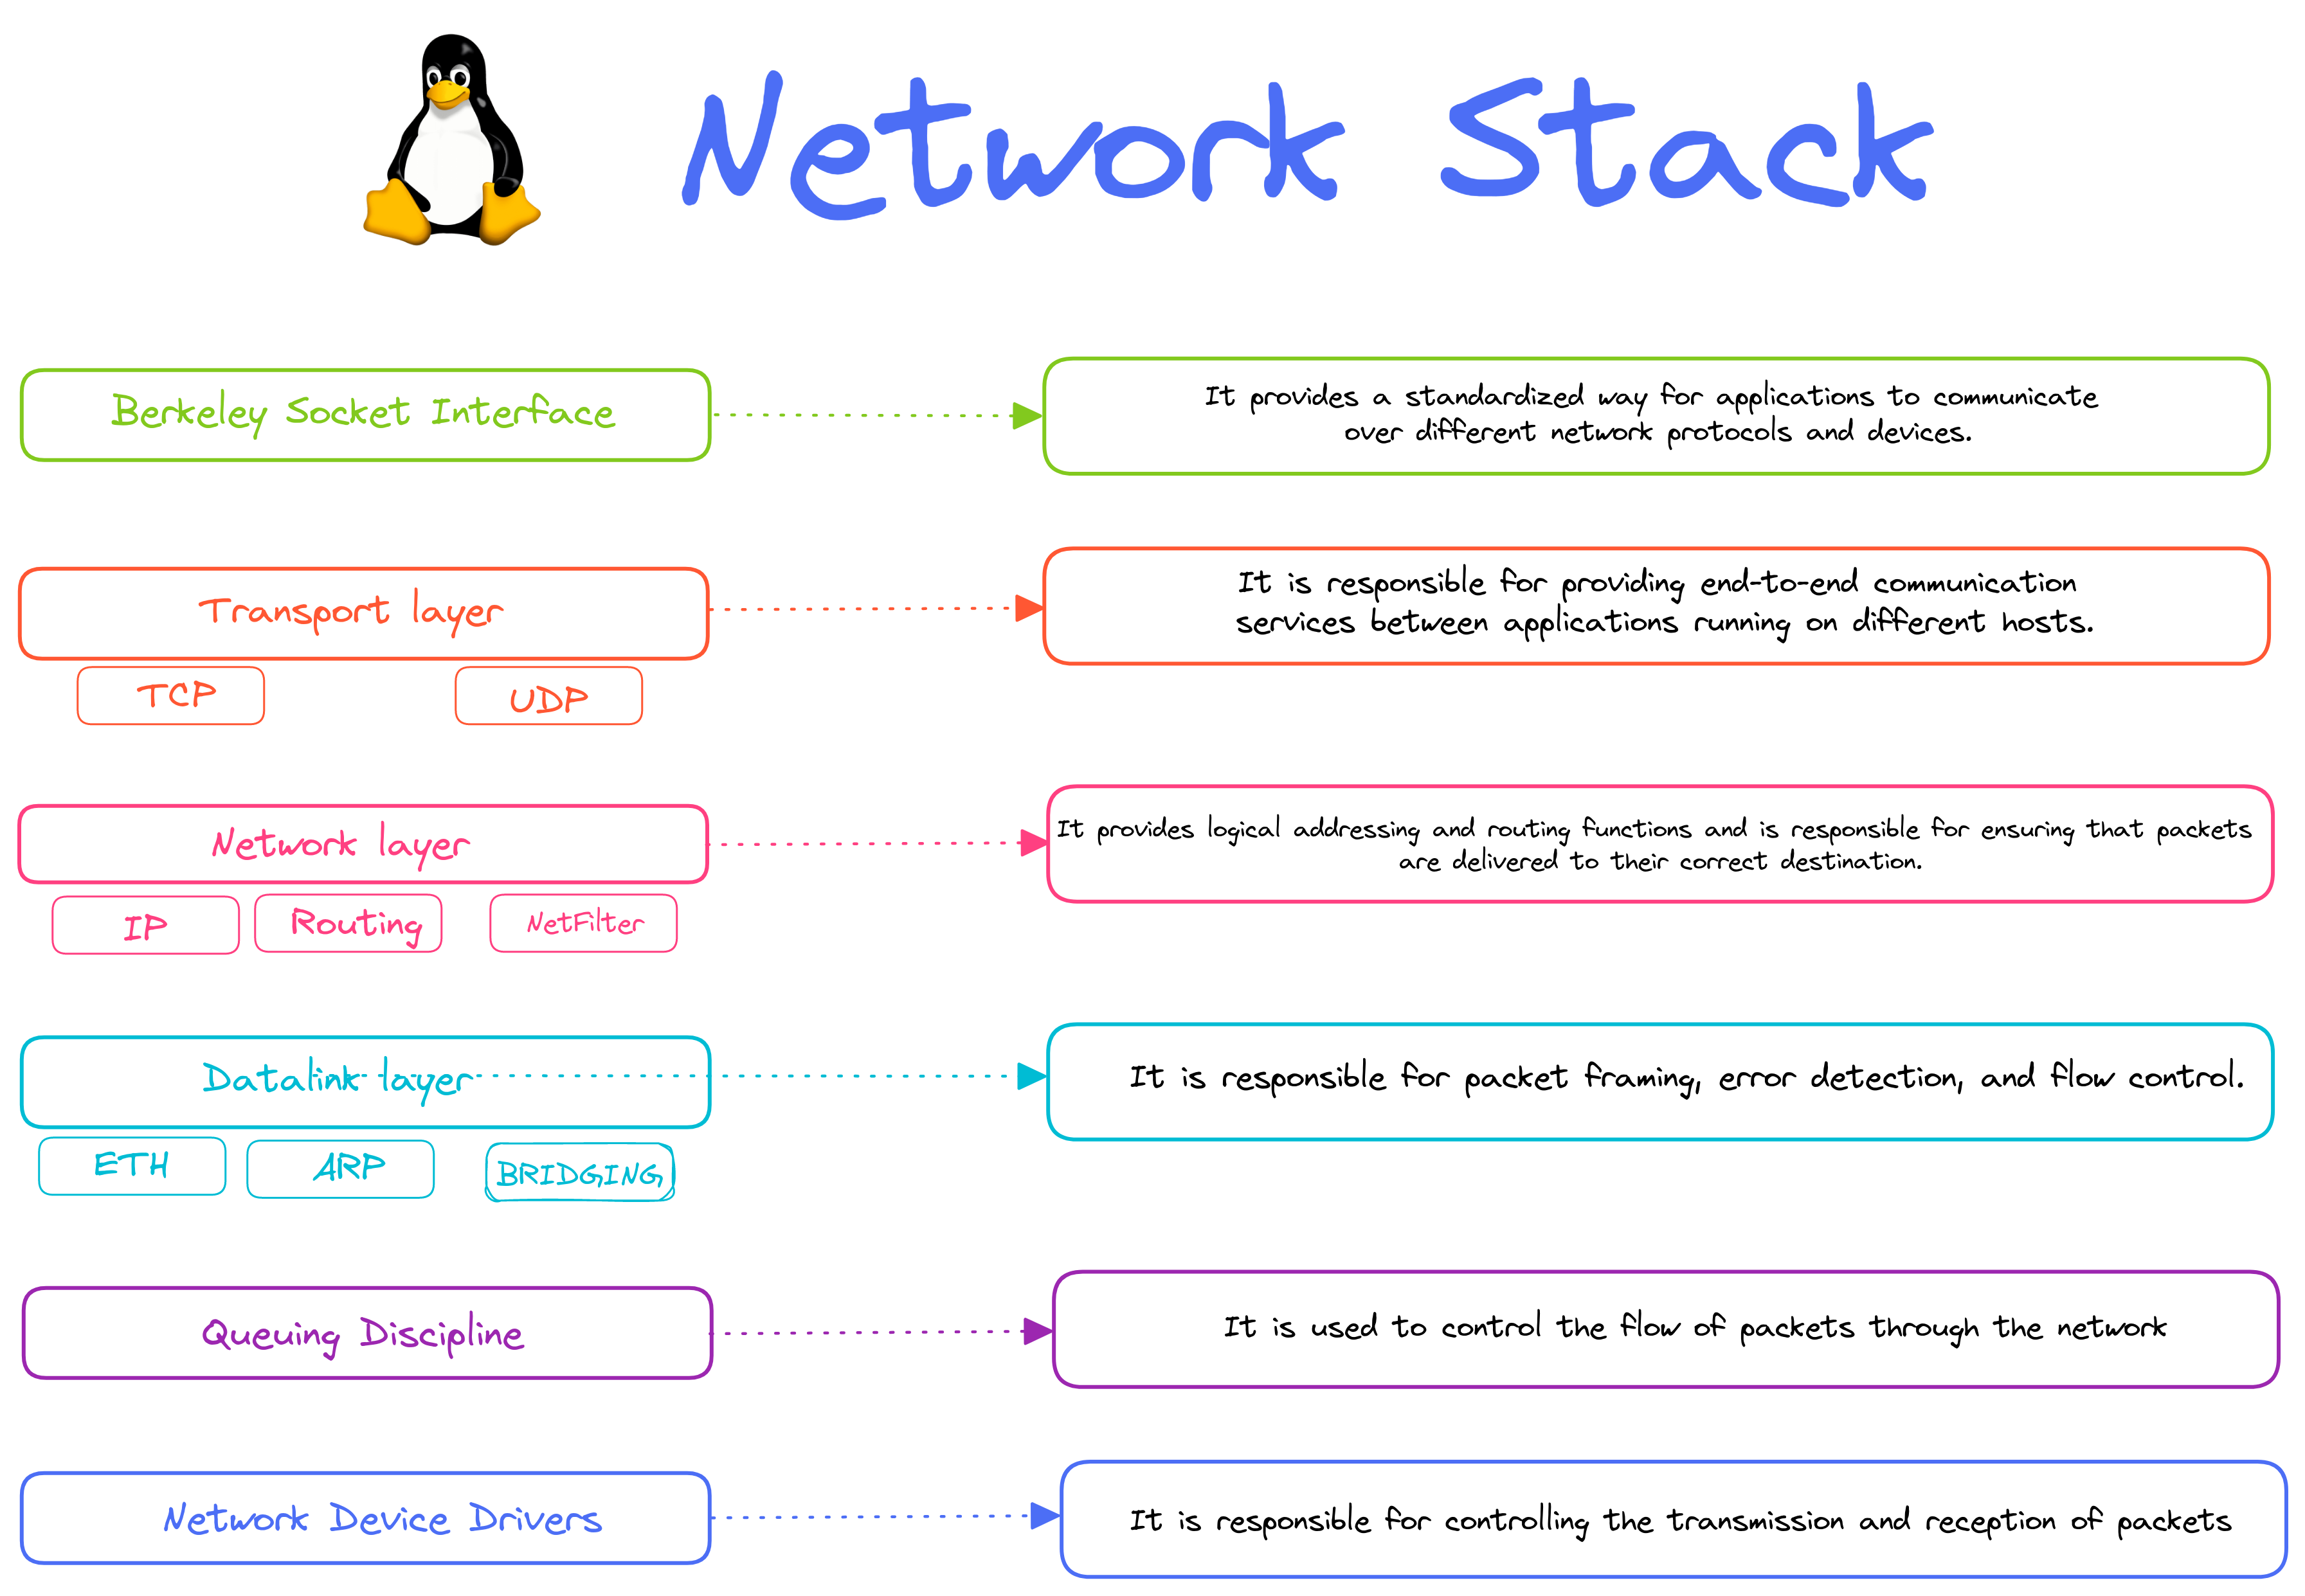 Network Stack
Berkeley Socket Interface
It provides a standardized way for applications to communicate
over different network protocols and devices.
Transport layer
It is responsible for providing end-to-end communication
services between applications running on different hosts.
TCP
UDP
Network layer
It provides logical addressing and routing functions and is responsible for ensuring that packets
are delivered to their correct destination.
IP
Routing
NetFilter
Datalink layer
It is responsible for packet framing, error detection, and flow control.
ETH
ARP
BRIDGING
Queuing Discipline
It is used to control the flow of packets through the network
Network Device Drivers
It is responsible for controlling the transmission and reception of packets